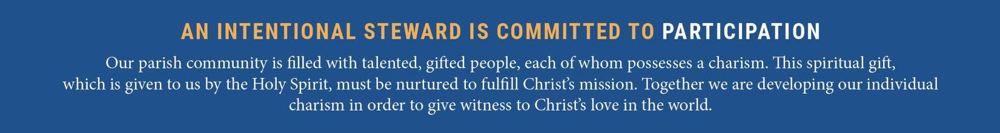 AN INTENTIONAL STEWARD IS COMMITTED TO PARTICIPATION
Our parish community is filled with talented, gifted people, each of whom possesses a charism. This spiritual gift,
which is given to us by the Holy Spirit, must be nurtured to fulfill Christ’s mission. Together we are developing our individual
charism in order to give witness to Christ’s love in the world.